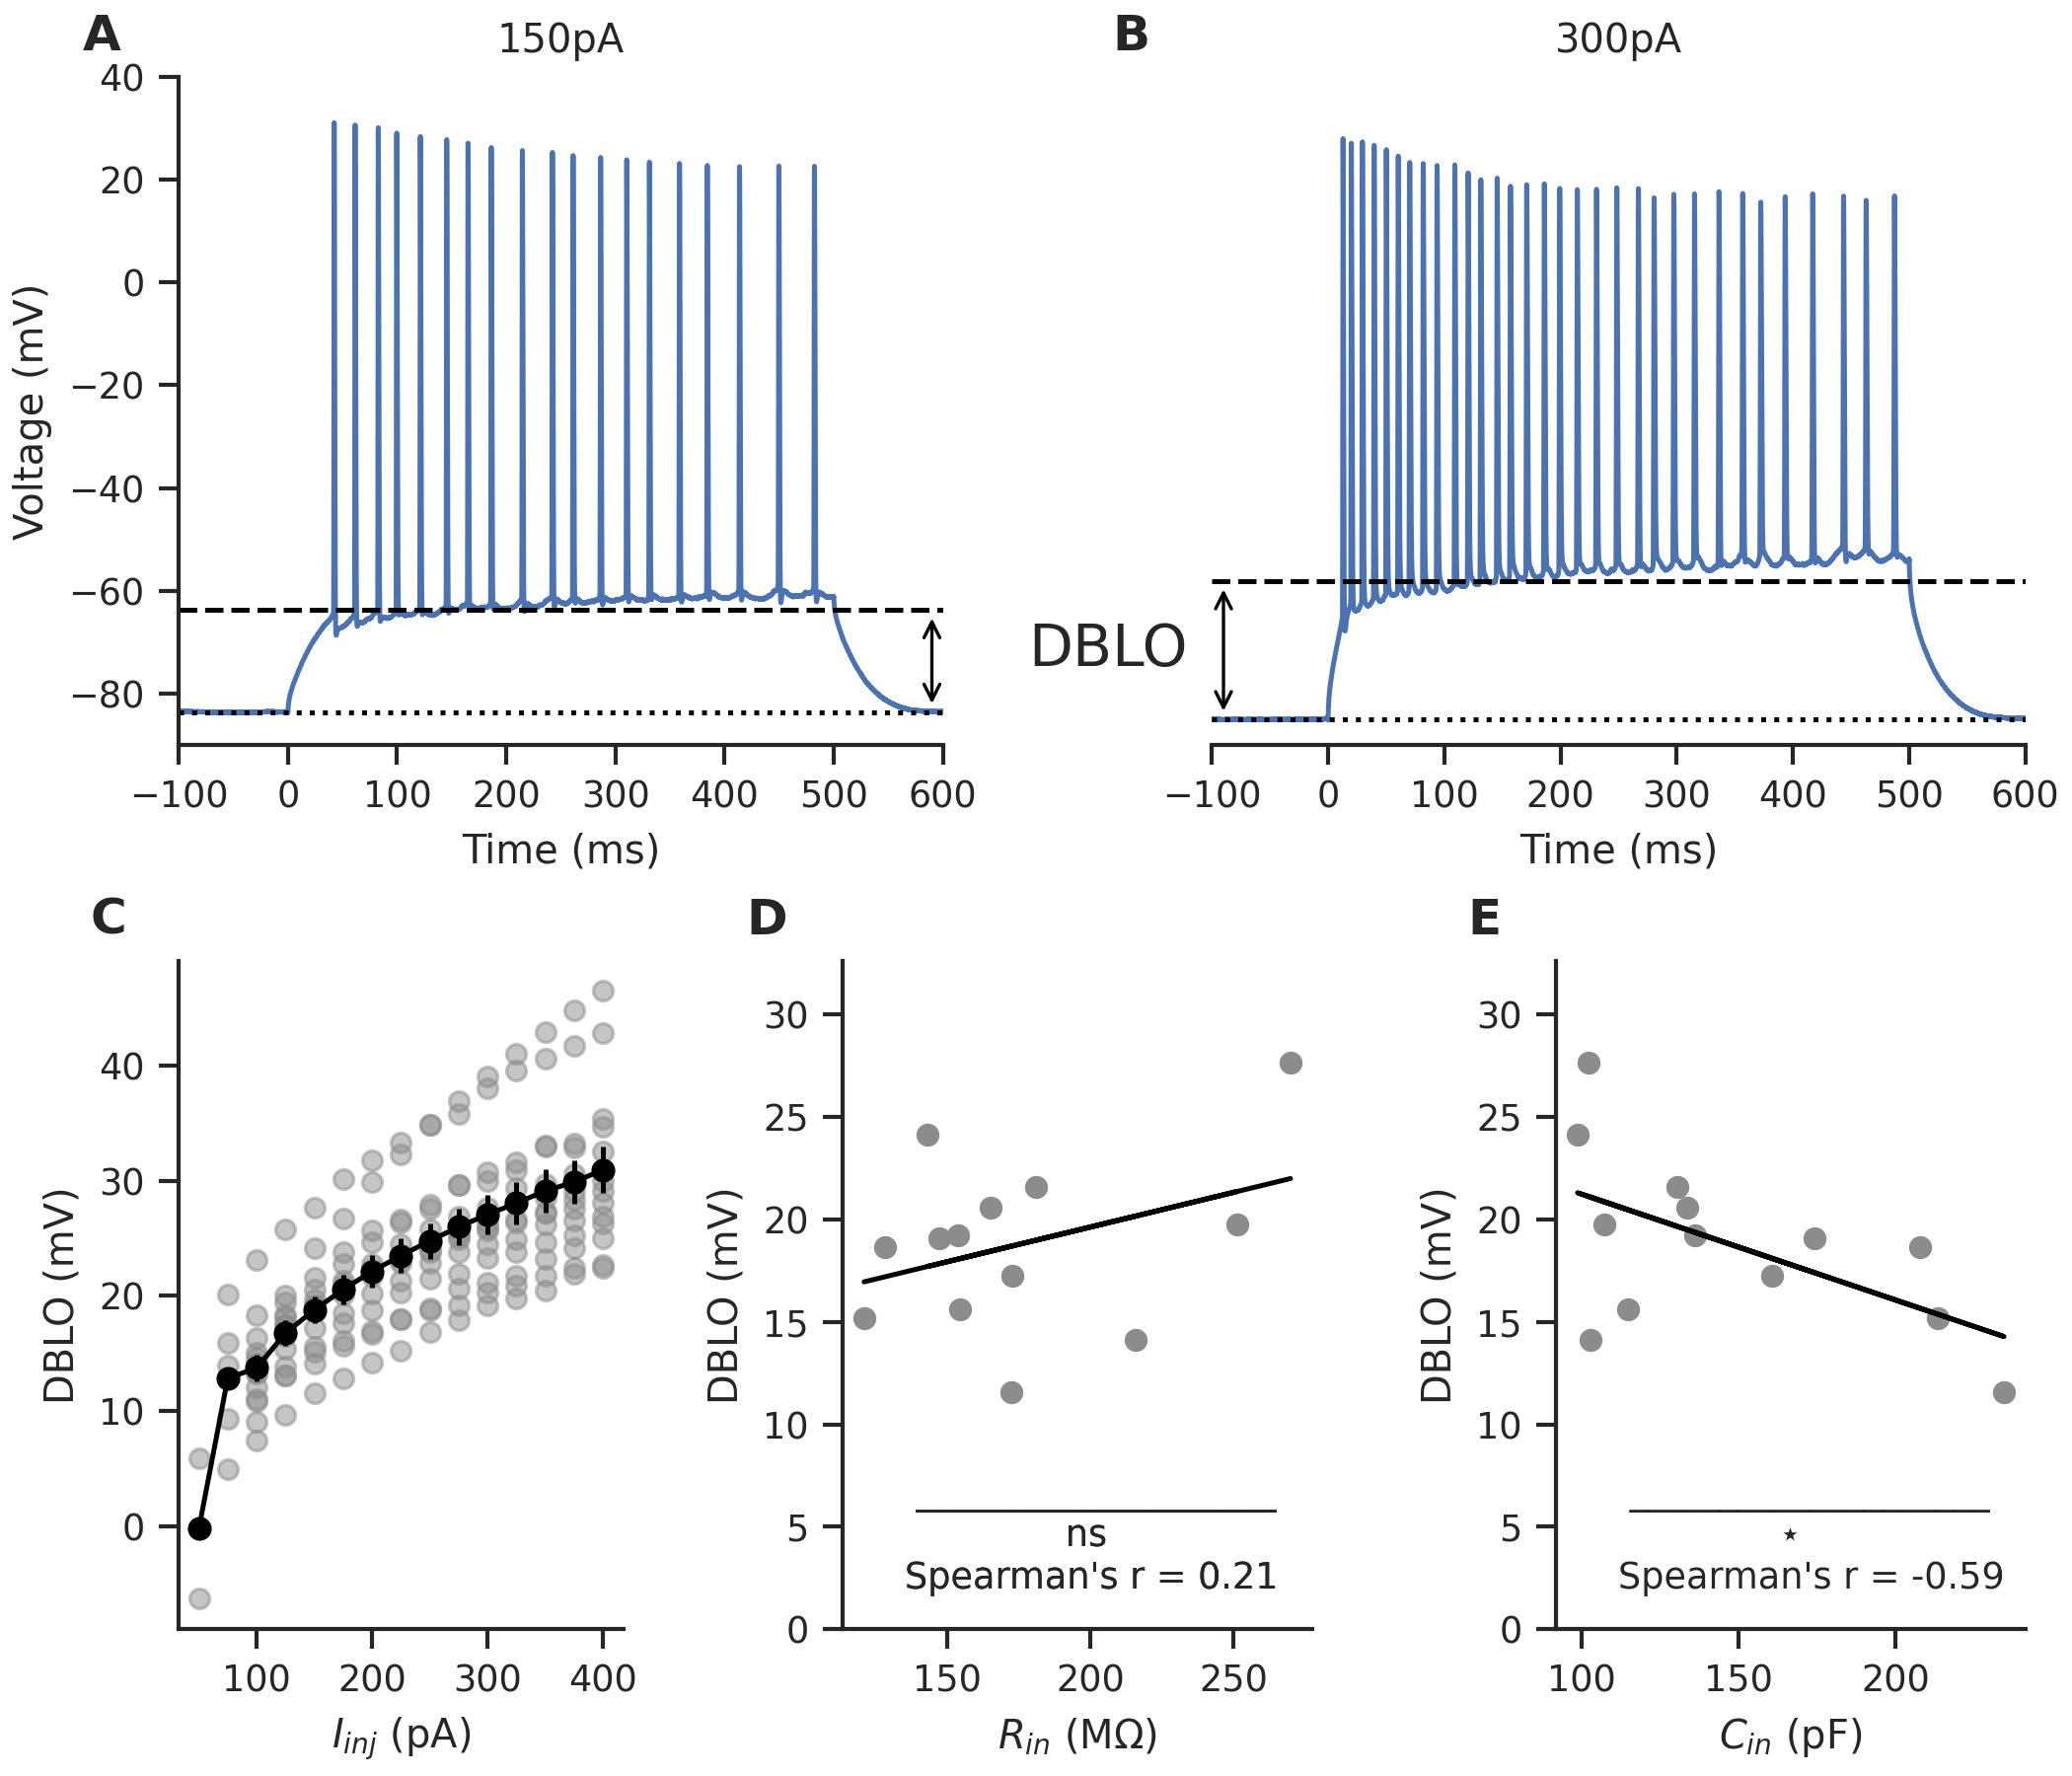 A
150pA
40
20
0
−20
−40
−60
−80
Voltage (mV)
−100 0 100 200 300 400 500 600
Time (ms)
B
300pA
DBLO
−100 0 100 200 300 400 500 600
Time (ms)
C
40
30
20
10
0
DBLO (mV)
100 200 300 400
I_inj (pA)
D
30
25
20
15
10
5
0
DBLO (mV)
ns
Spearman's r = 0.21
150 200 250
R_in (MΩ)
E
30
25
20
15
10
5
0
DBLO (mV)
⋆
Spearman's r = -0.59
100 150 200
C_in (pF)